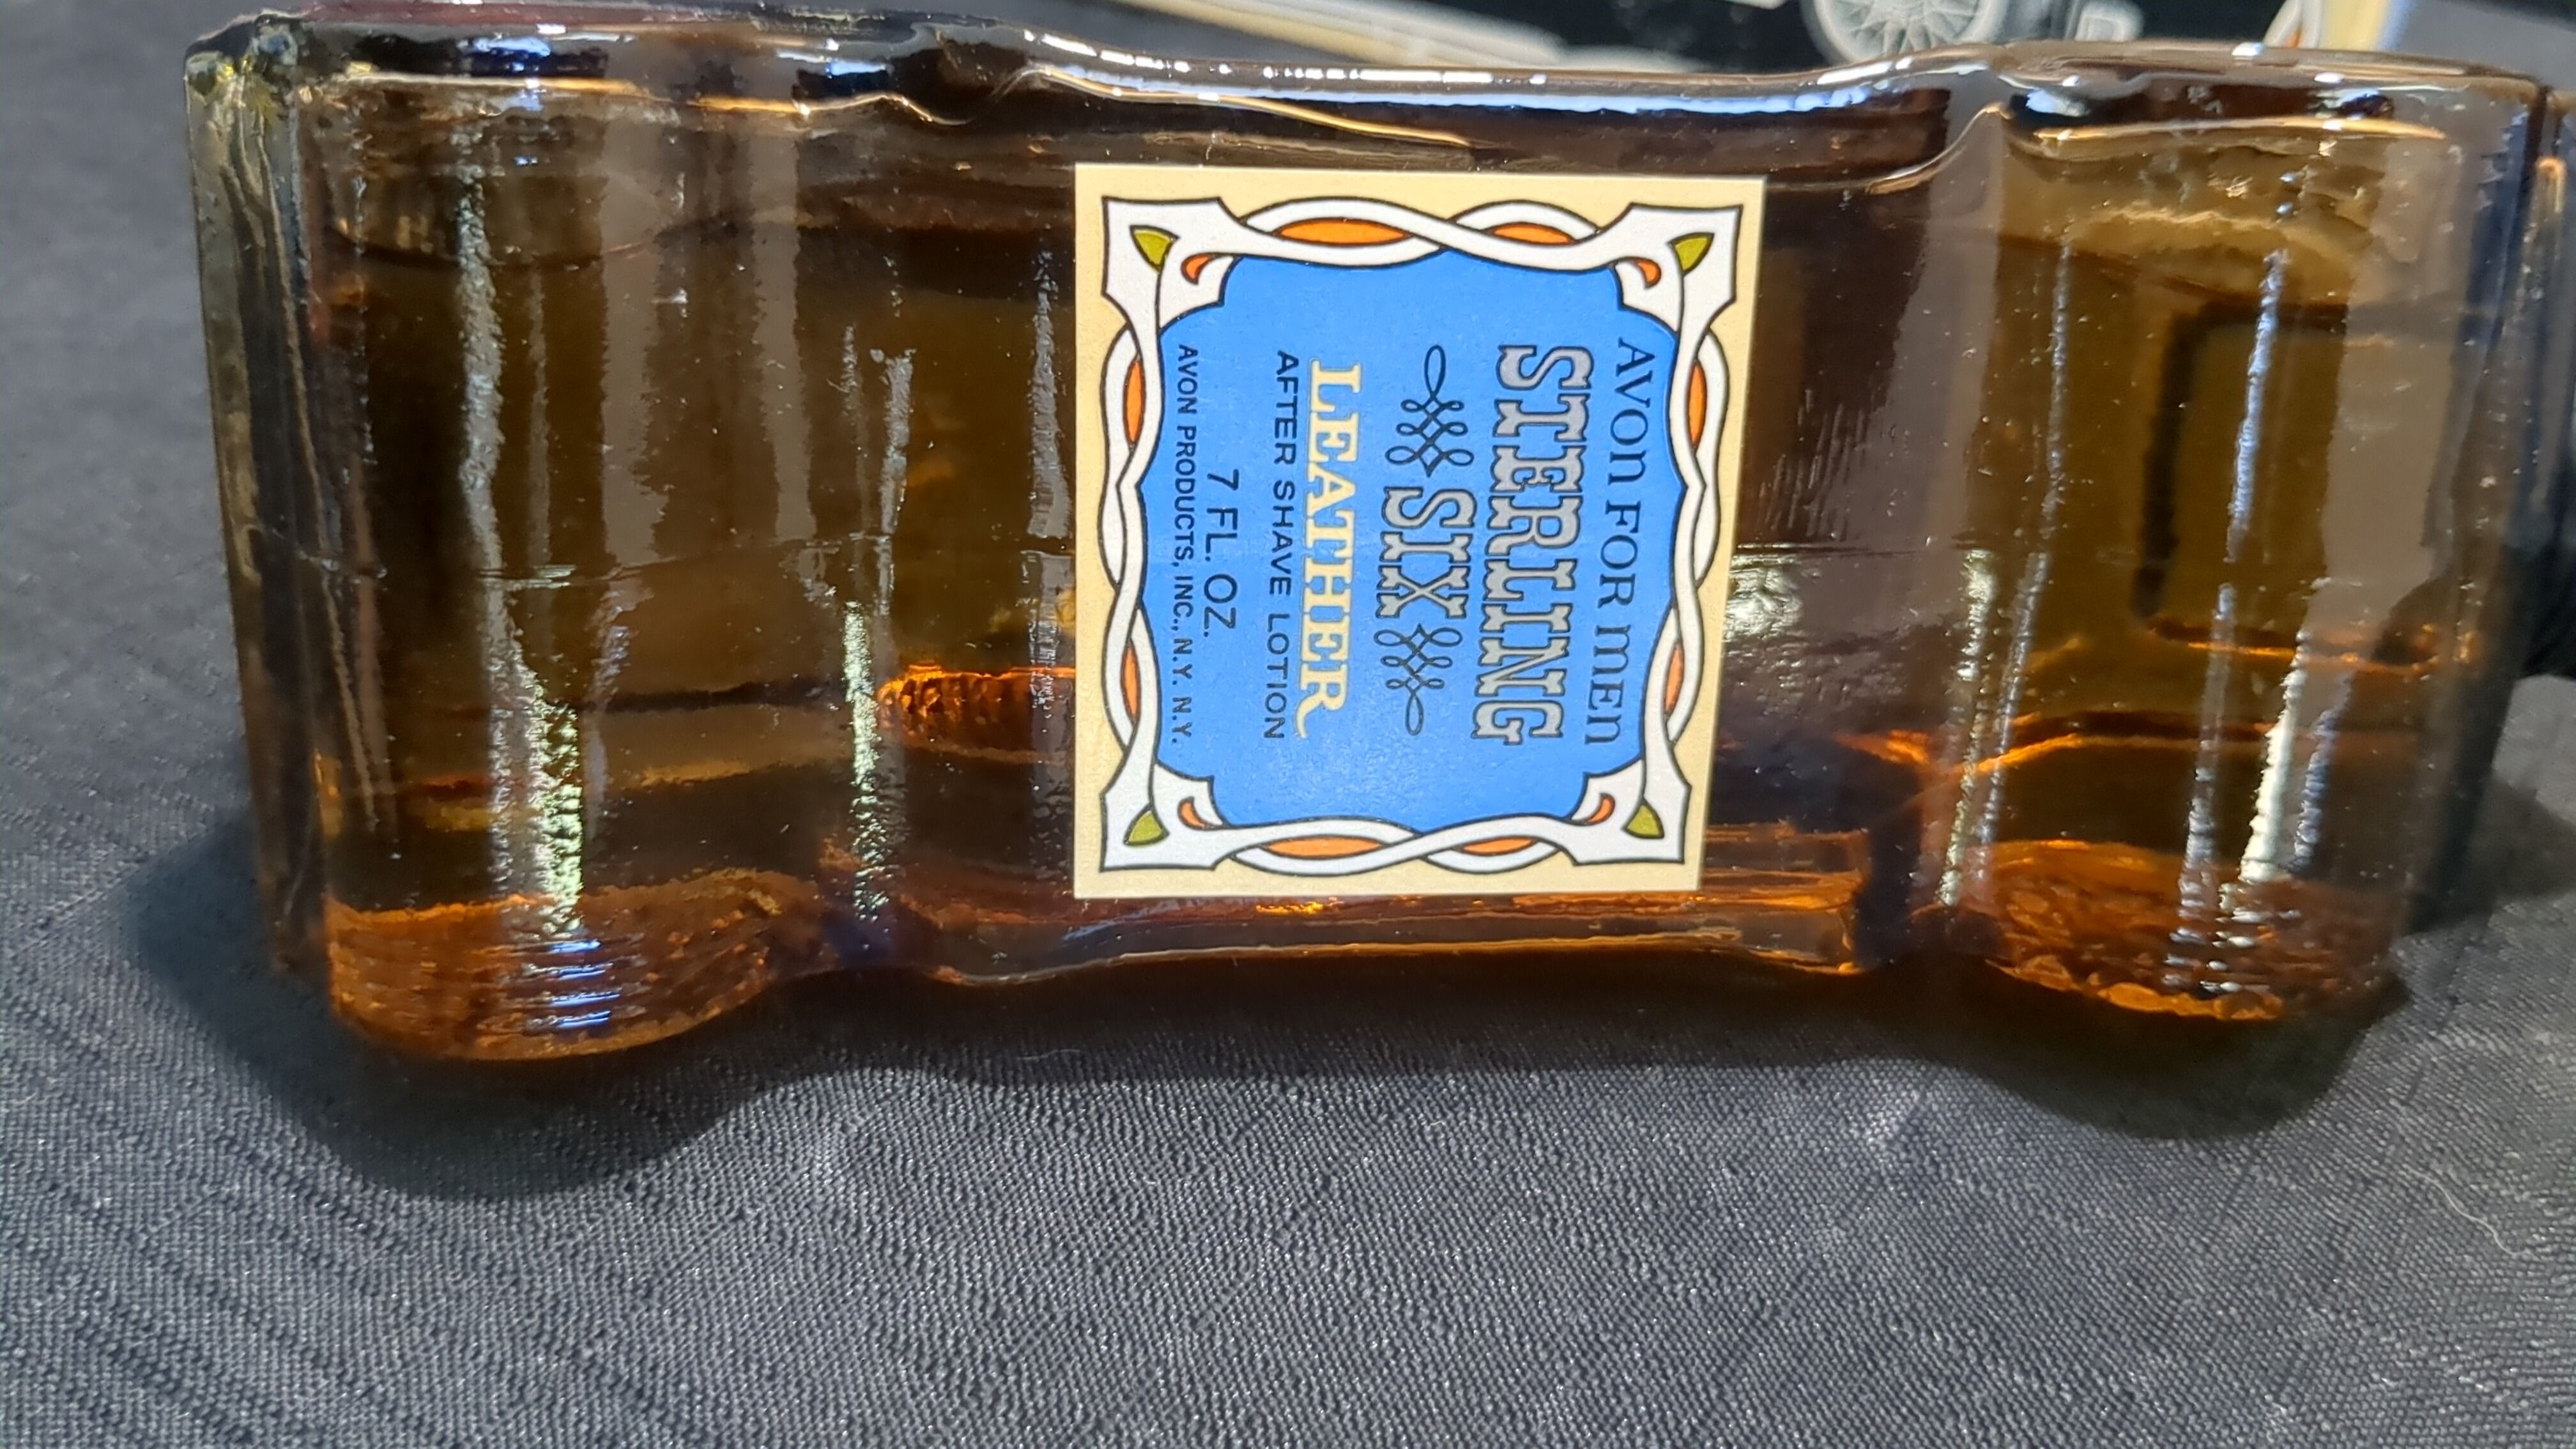 AVON FOR MEN
STERLING
SIX
LEATHER
AFTER SHAVE LOTION
7 FL. OZ.
AVON PRODUCTS, INC., N.Y. N.Y.